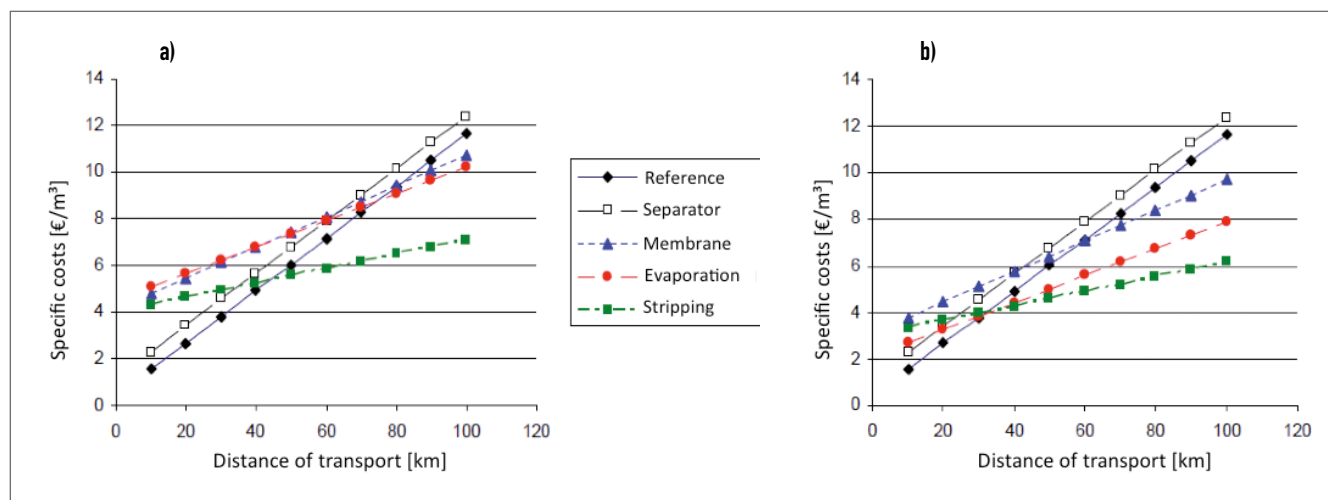 a)
14
12
10
8
6
4
2
0
Specific costs [€/m³]
0 20 40 60 80 100 120
Distance of transport [km]
Reference
Separator
Membrane
Evaporation
Stripping
b)
14
12
10
8
6
4
2
0
Specific costs [€/m³]
0 20 40 60 80 100 120
Distance of transport [km]